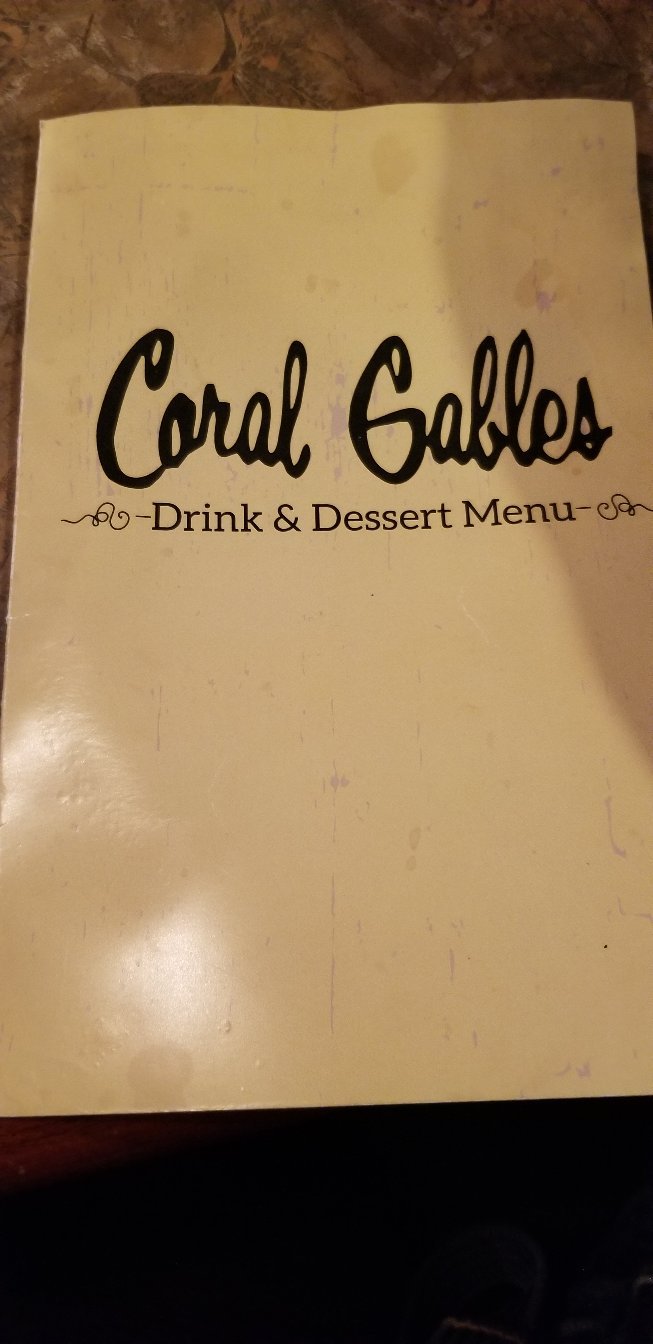 Coral Gables
-Drink & Dessert Menu-